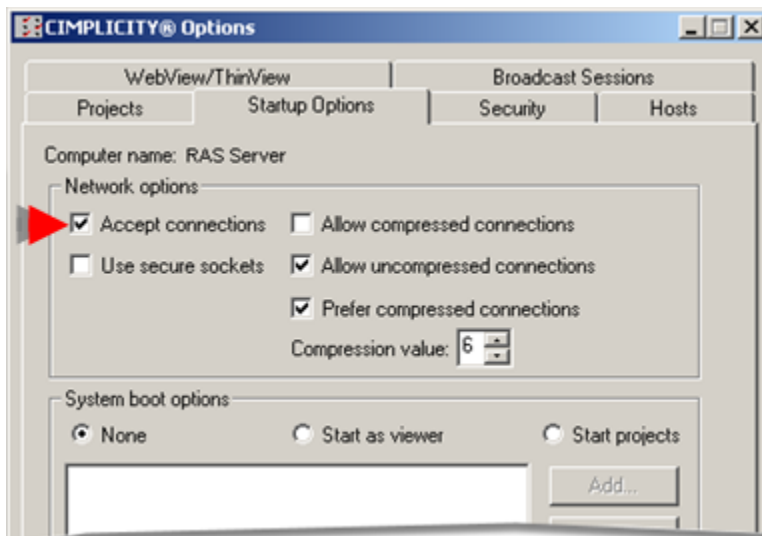 CIMPLICITY® Options
WebView/ThinView Broadcast Sessions
Projects Startup Options Security Hosts
Computer name: RAS Server
Network options
Accept connections Allow compressed connections
Use secure sockets Allow uncompressed connections
Prefer compressed connections
Compression value: 6
System boot options
None Start as viewer Start projects
Add...